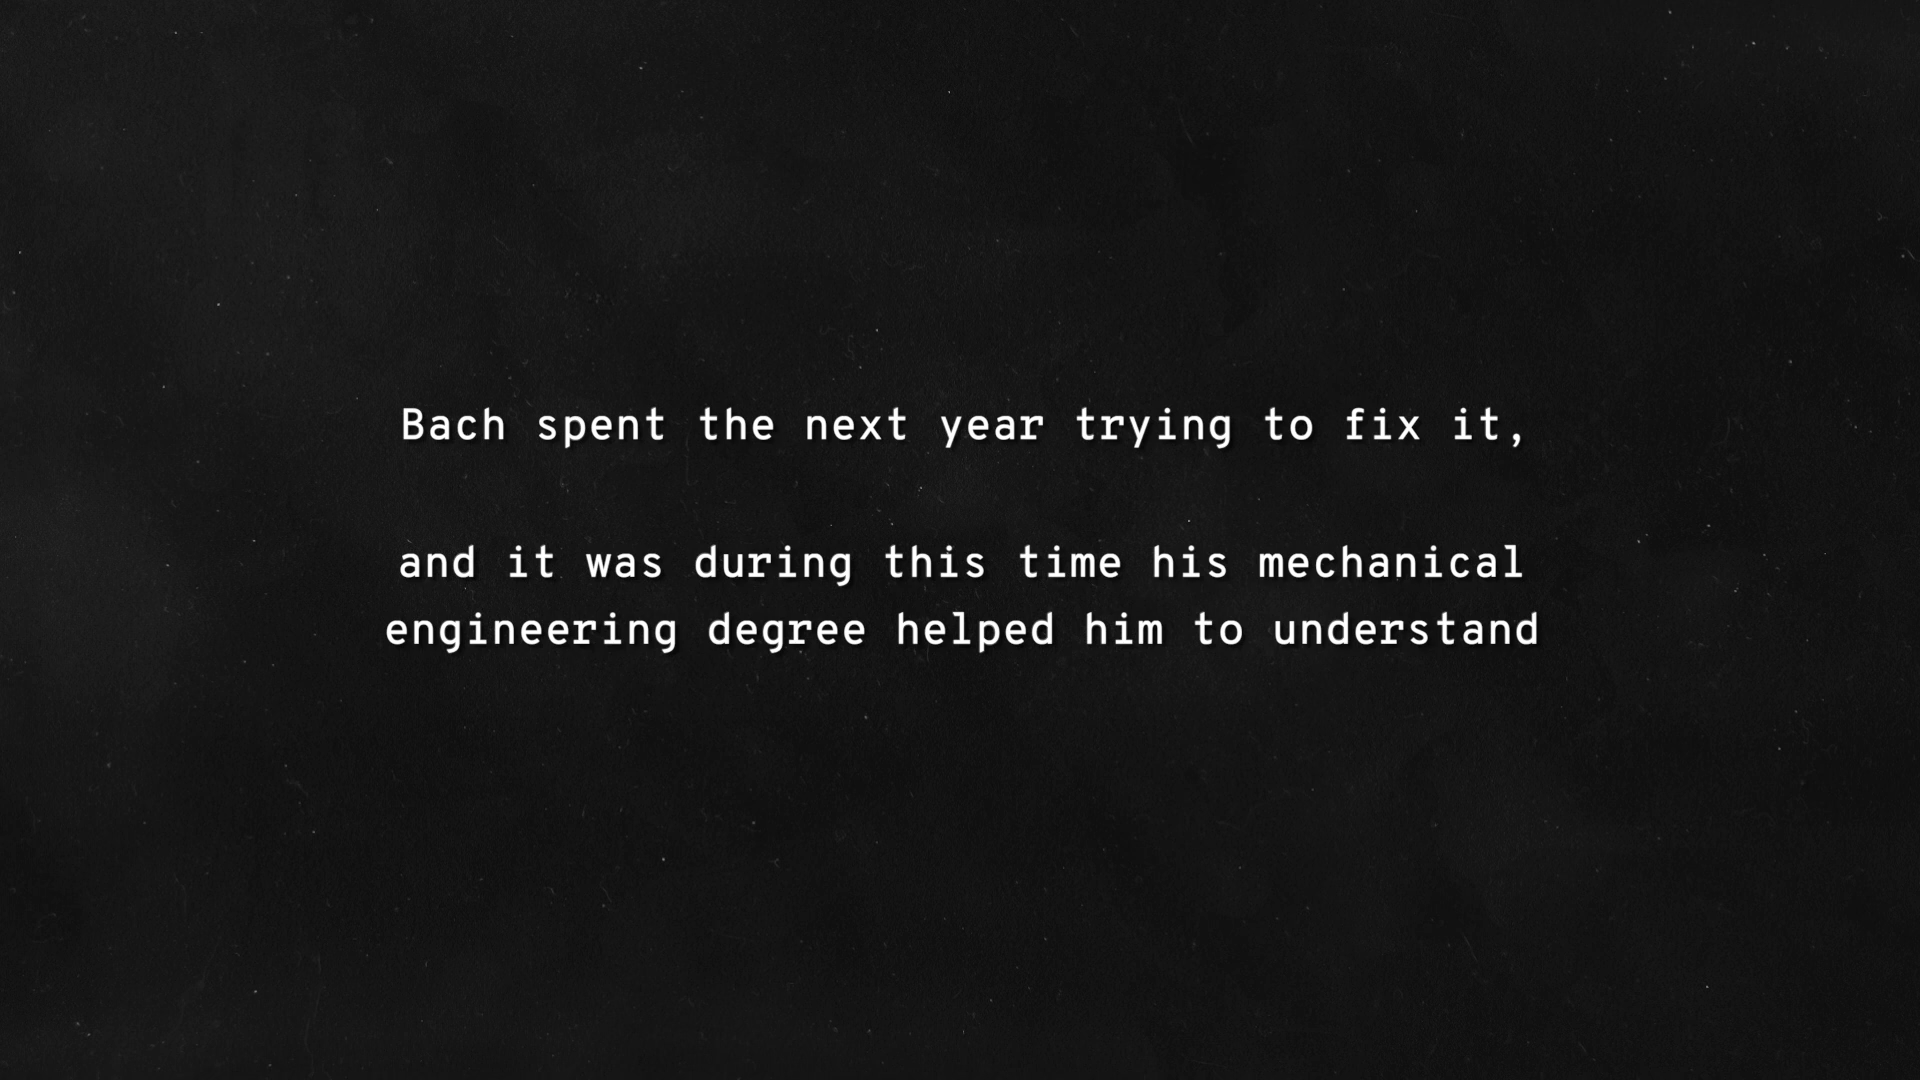 Bach spent the next year trying to fix it,
and it was during this time his mechanical
engineering degree helped him to understand